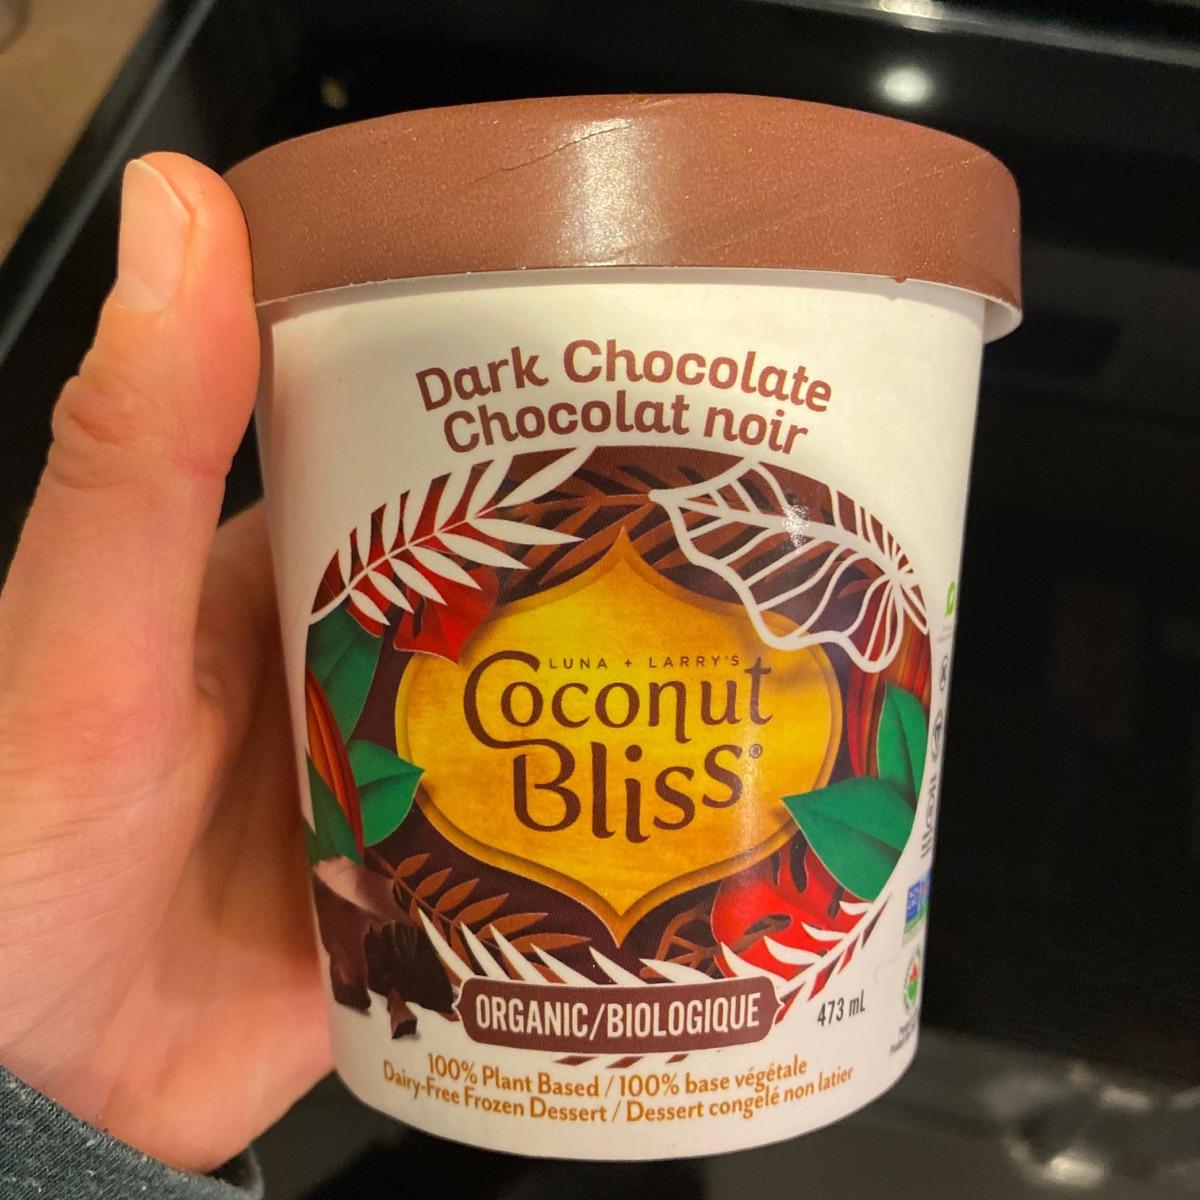 Dark Chocolate
Chocolat noir
LUNA + LARRY'S
Coconut
Bliss®
ORGANIC/BIOLOGIQUE
473 mL
100% Plant Based / 100% base végétale
Dairy-Free Frozen Dessert / Dessert congelé non latier